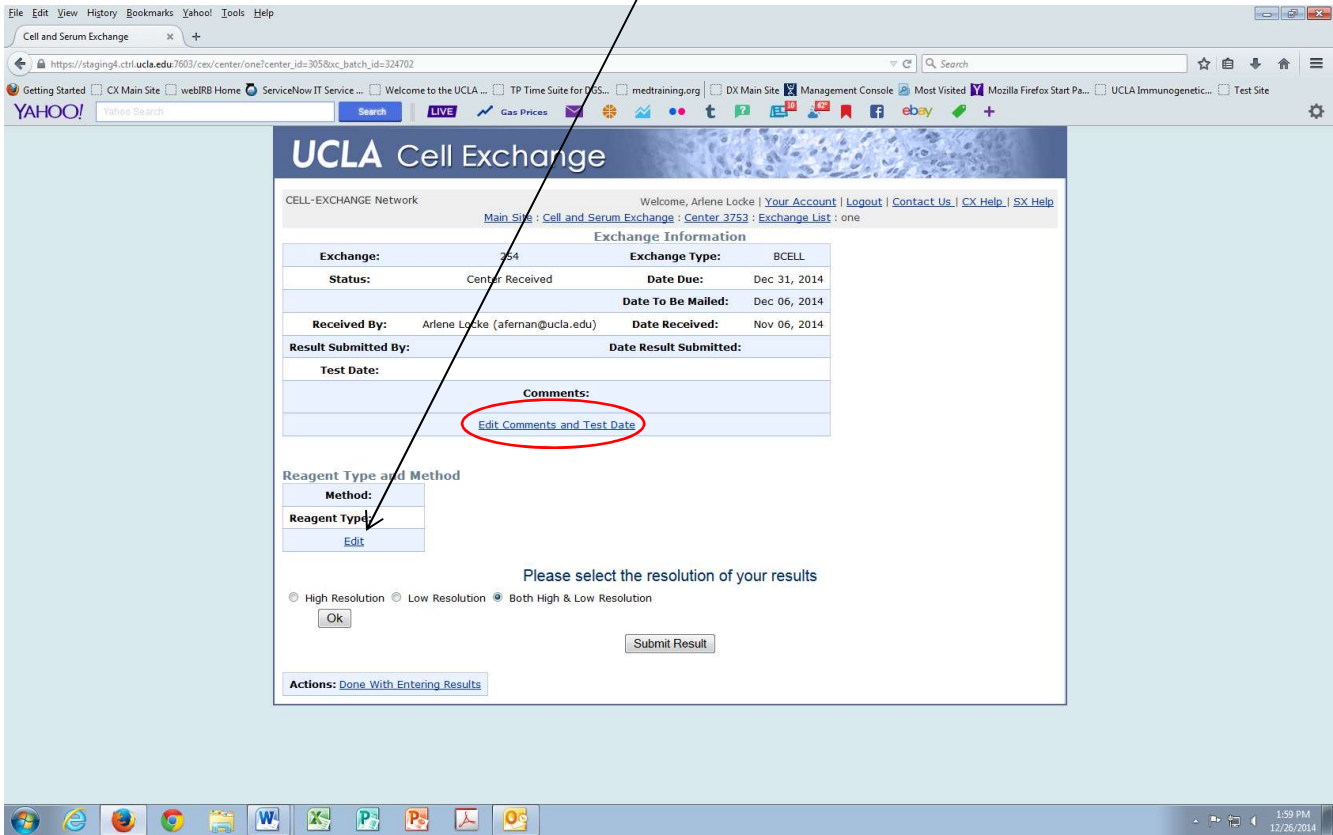 File Edit View History Bookmarks Yahoo! Tools Help
Cell and Serum Exchange × +
https://staging4.ctrl.ucla.edu:7603/cex/center/one?center_id=305&xc_batch_id=324702 Search
Getting Started CX Main Site webIRB Home ServiceNow IT Service ... Welcome to the UCLA ... TP Time Suite for DGS... medtraining.org DX Main Site Management Console Most Visited Mozilla Firefox Start Pa... UCLA Immunogenetic... Test Site
YAHOO! Yahoo Search Search LIVE Gas Prices t 10 62° ebay +
UCLA Cell Exchange
CELL-EXCHANGE Network Welcome, Arlene Locke | Your Account | Logout | Contact Us | CX Help | SX Help
Main Site : Cell and Serum Exchange : Center 3753 : Exchange List : one
Exchange Information
Exchange: 254 Exchange Type: BCELL
Status: Center Received Date Due: Dec 31, 2014
Date To Be Mailed: Dec 06, 2014
Received By: Arlene Locke (afernan@ucla.edu) Date Received: Nov 06, 2014
Result Submitted By: Date Result Submitted:
Test Date:
Comments:
Edit Comments and Test Date
Reagent Type and Method
Method:
Reagent Type:
Edit
Please select the resolution of your results
High Resolution Low Resolution Both High & Low Resolution
Ok
Submit Result
Actions: Done With Entering Results
1:59 PM
12/26/2014